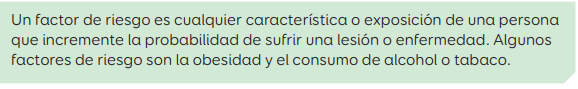 Un factor de riesgo es cualquier característica o exposición de una persona
que incremente la probabilidad de sufrir una lesión o enfermedad. Algunos
factores de riesgo son la obesidad y el consumo de alcohol o tabaco.